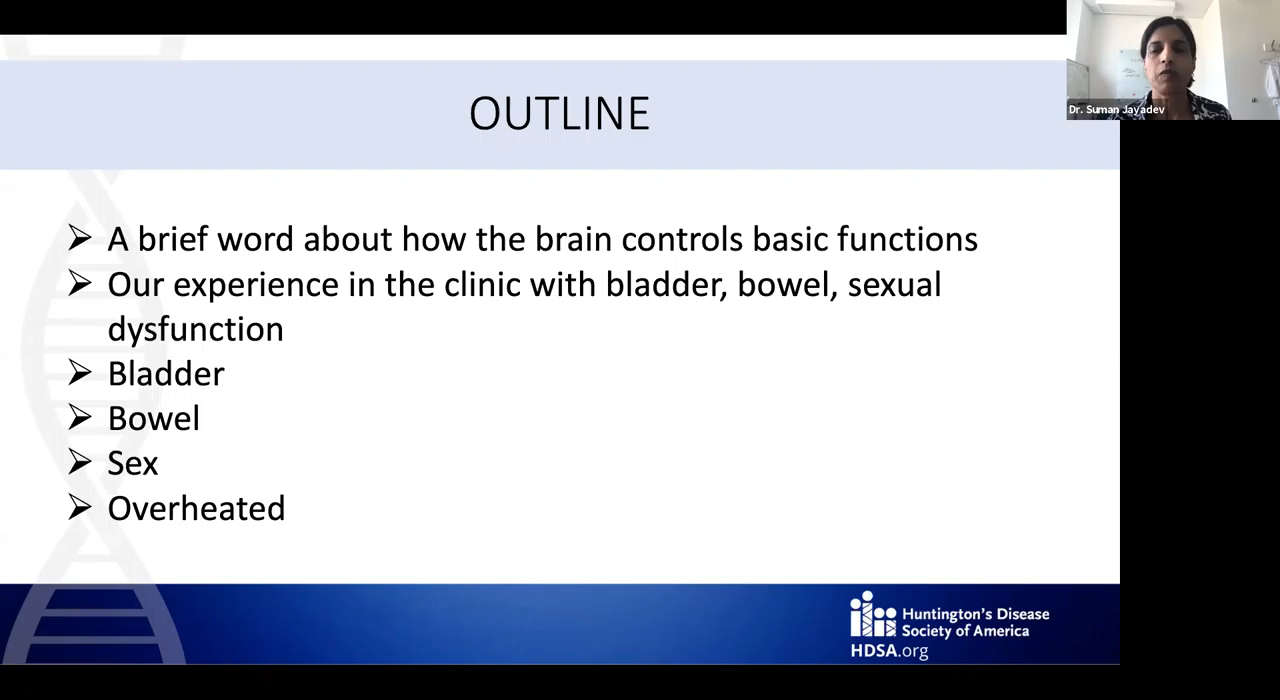 Dr. Suman Jayadev
OUTLINE
➢ A brief word about how the brain controls basic functions
➢ Our experience in the clinic with bladder, bowel, sexual
dysfunction
➢ Bladder
➢ Bowel
➢ Sex
➢ Overheated
Huntington's Disease
Society of America
HDSA.org